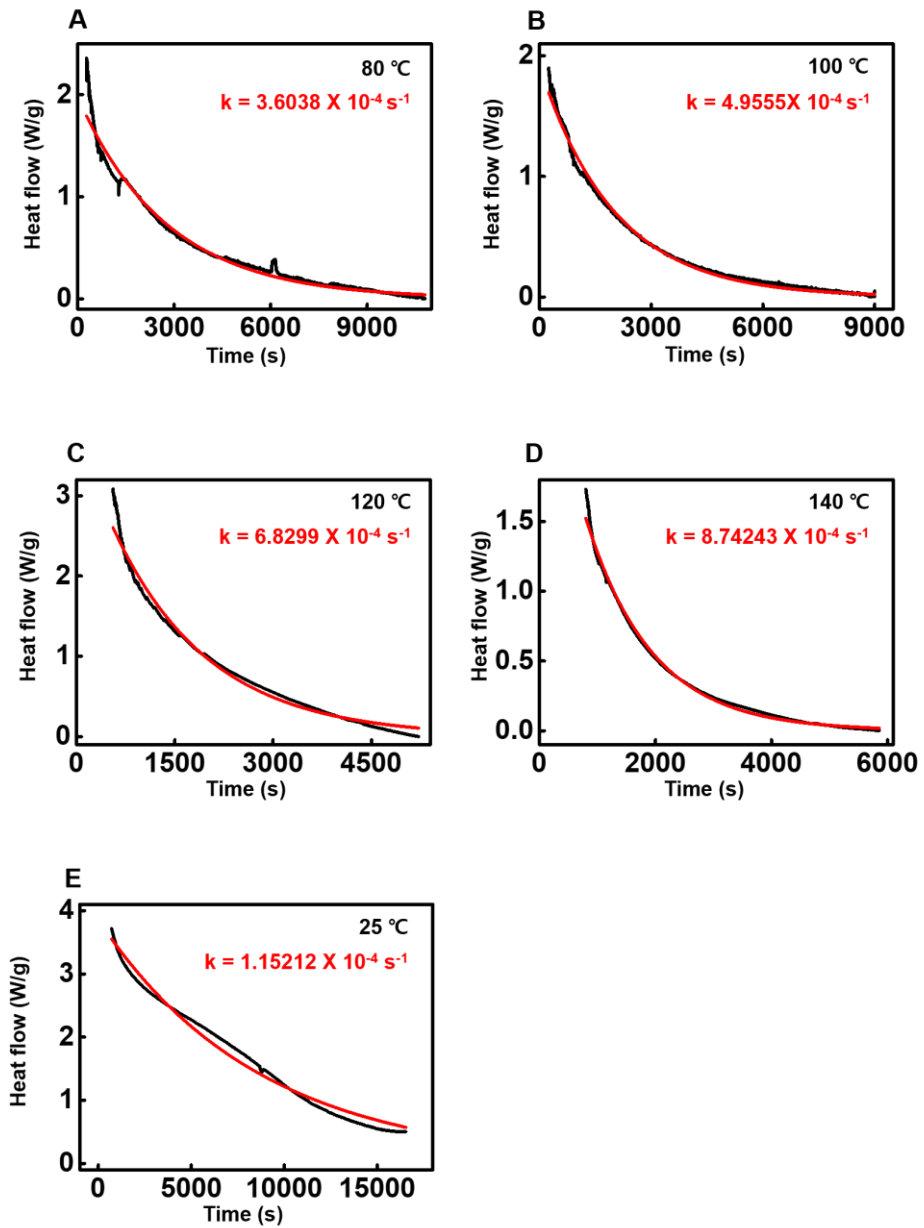 A
80 ℃
k = 3.6038 X 10⁻⁴ s⁻¹
Heat flow (W/g)
2
1
0
0 3000 6000 9000
Time (s)
B
100 ℃
k = 4.9555X 10⁻⁴ s⁻¹
Heat flow (W/g)
2
1
0
0 3000 6000 9000
Time (s)
C
120 ℃
k = 6.8299 X 10⁻⁴ s⁻¹
Heat flow (W/g)
3
2
1
0
0 1500 3000 4500
Time (s)
D
140 ℃
k = 8.74243 X 10⁻⁴ s⁻¹
Heat flow (W/g)
1.5
1.0
0.5
0.0
0 2000 4000 6000
Time (s)
E
25 ℃
k = 1.15212 X 10⁻⁴ s⁻¹
Heat flow (W/g)
4
3
2
1
0
0 5000 10000 15000
Time (s)